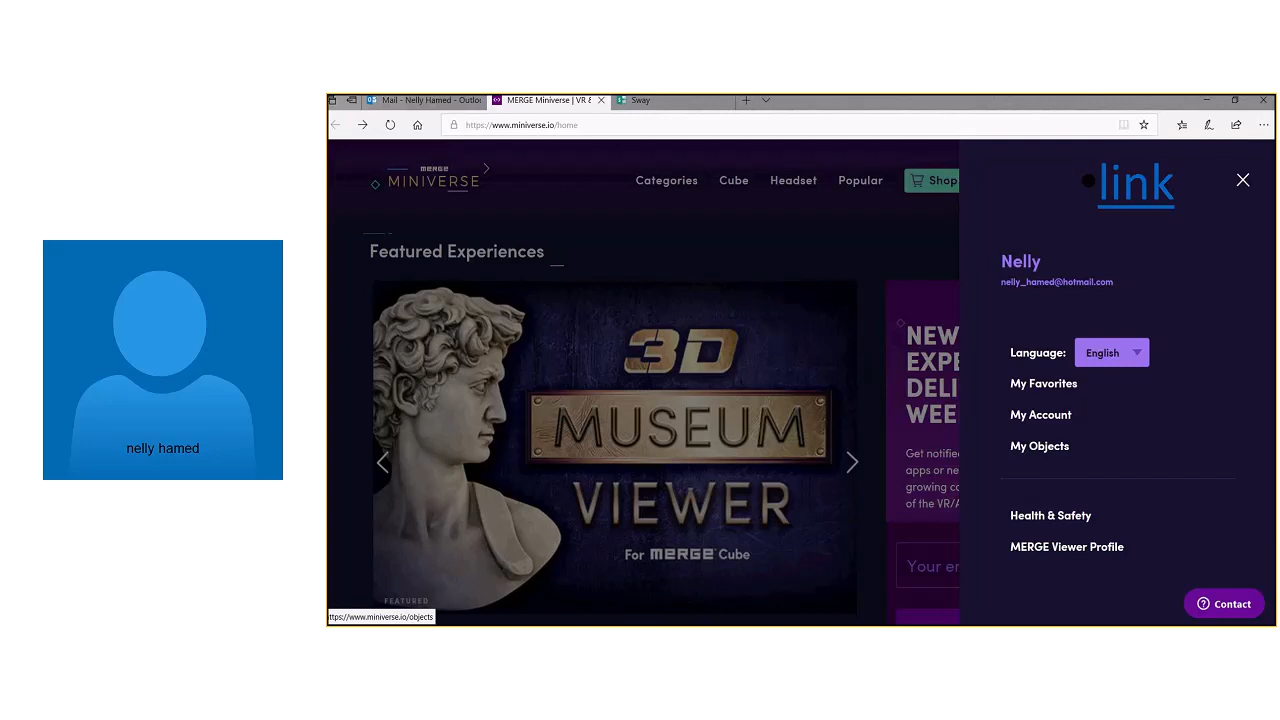 nelly hamed
Mail - Nelly Hamed - Outlo
MERGE Miniverse | VR &
Sway
https://www.miniverse.io/home
MERGE
MINIVERSE
Categories
Cube
Headset
Popular
Shop
link
Featured Experiences
Nelly
nelly_hamed@hotmail.com
3D
MUSEUM
VIEWER
For MERGE Cube
FEATURED
NEW
EXPE
DELI
WEE
Get notifie
apps or ne
growing co
of the VR/A
Your en
Language:
English
My Favorites
My Account
My Objects
Health & Safety
MERGE Viewer Profile
Contact
ttps://www.miniverse.io/objects